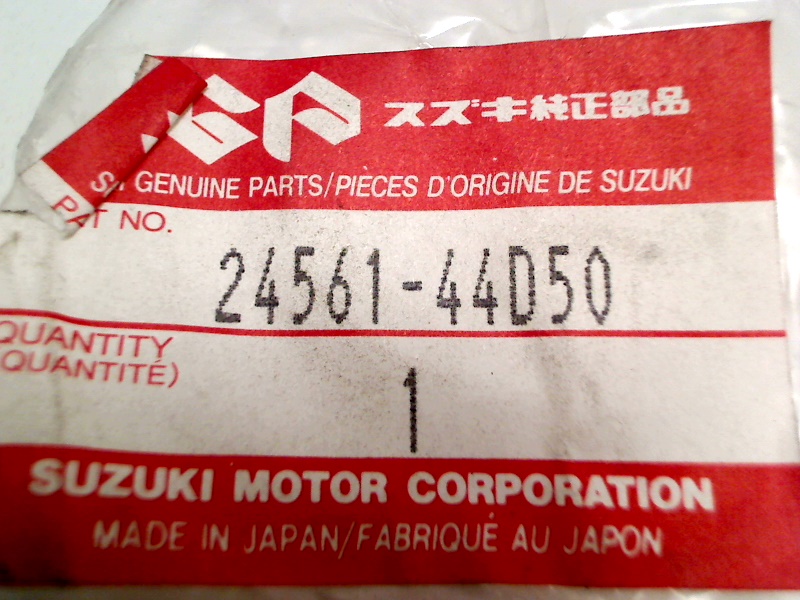 スズキ純正部品
GENUINE PARTS/PIÈCES D'ORIGINE DE SUZUKI
PAT NO.
24561-44D50
QUANTITY
QUANTITÉ)
1
SUZUKI MOTOR CORPORATION
MADE IN JAPAN/FABRIQUÉ AU JAPON